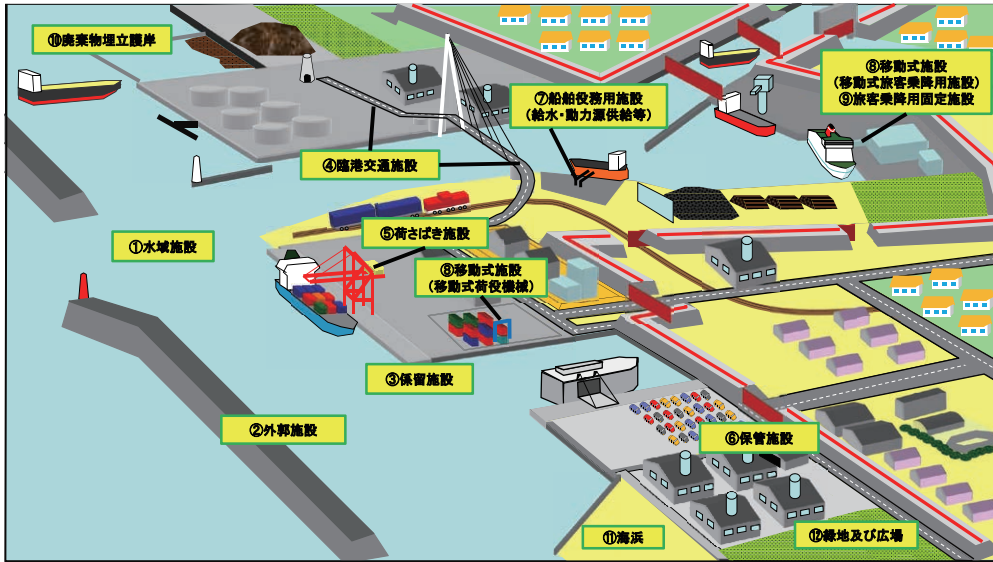 ⑩廃棄物埋立護岸
⑧移動式施設
(移動式旅客乗降用施設)
⑨旅客乗降用固定施設
⑦船舶役務用施設
(給水・動力源供給等)
④臨港交通施設
⑤荷さばき施設
①水域施設
⑧移動式施設
(移動式荷役機械)
③係留施設
②外郭施設
⑥保管施設
⑪海浜
⑫緑地及び広場